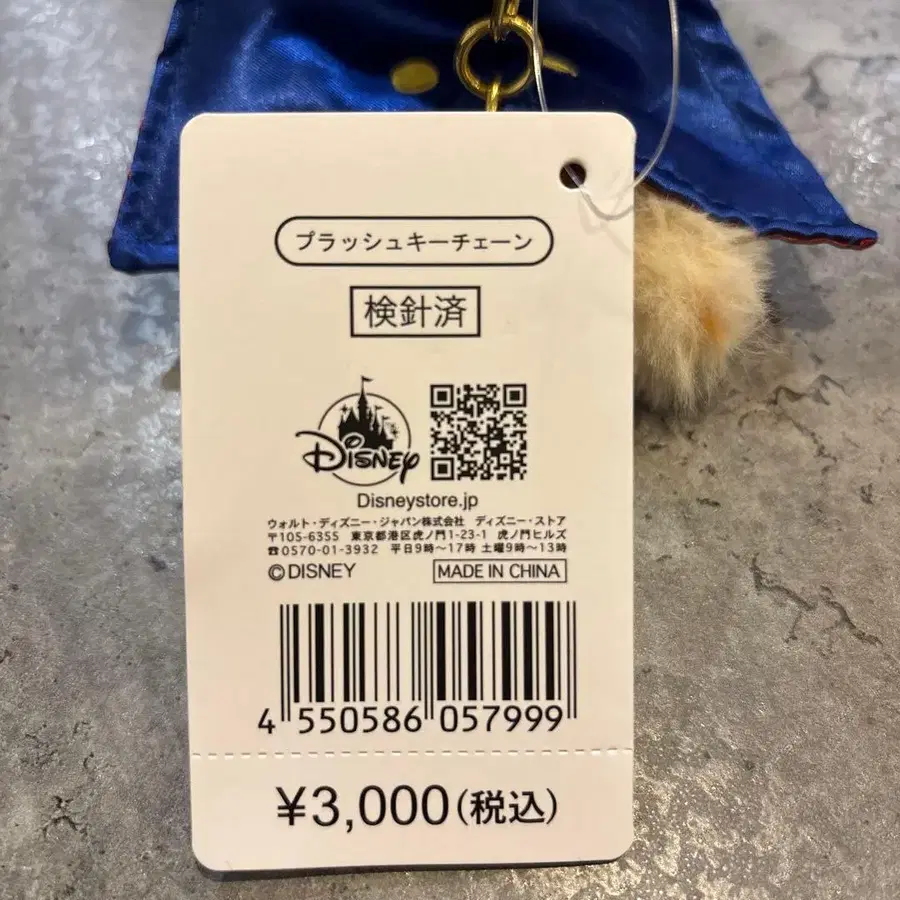 プラッシュキーチェーン
検針済
Disney
Disneystore.jp
ウォルト・ディズニー・ジャパン株式会社 ディズニー・ストア
〒105-6355 東京都港区虎ノ門1-23-1 虎ノ門ヒルズ
☎0570-01-3932 平日9時〜17時 土曜9時〜13時
©DISNEY MADE IN CHINA
4 550586 057999
¥3,000(税込)